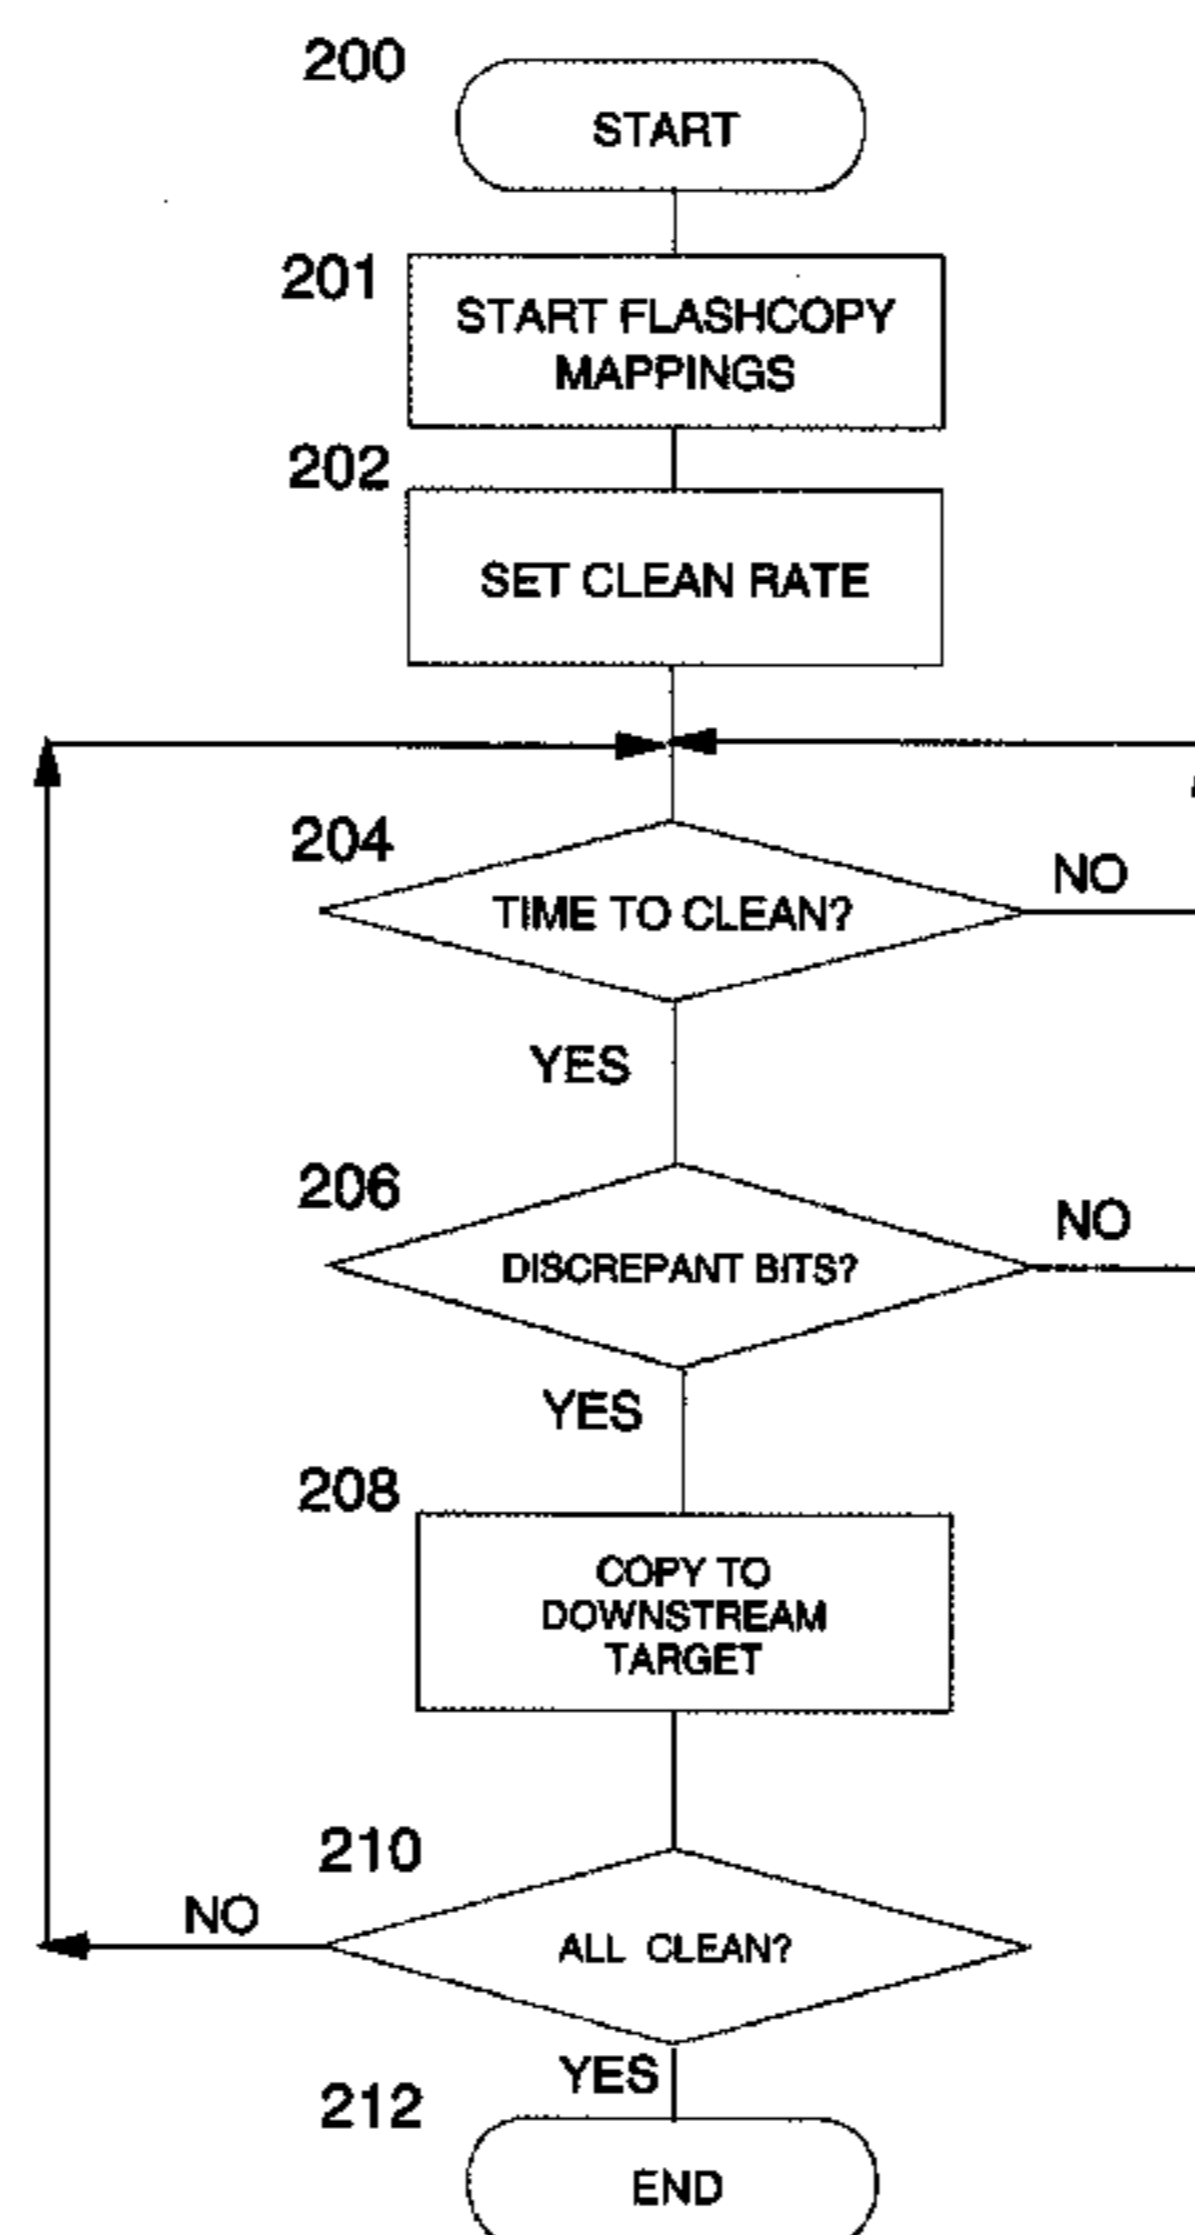 200
START
201
START FLASHCOPY
MAPPINGS
202
SET CLEAN RATE
204
TIME TO CLEAN?
NO
YES
206
DISCREPANT BITS?
NO
YES
208
COPY TO
DOWNSTREAM
TARGET
210
ALL CLEAN?
NO
YES
212
END